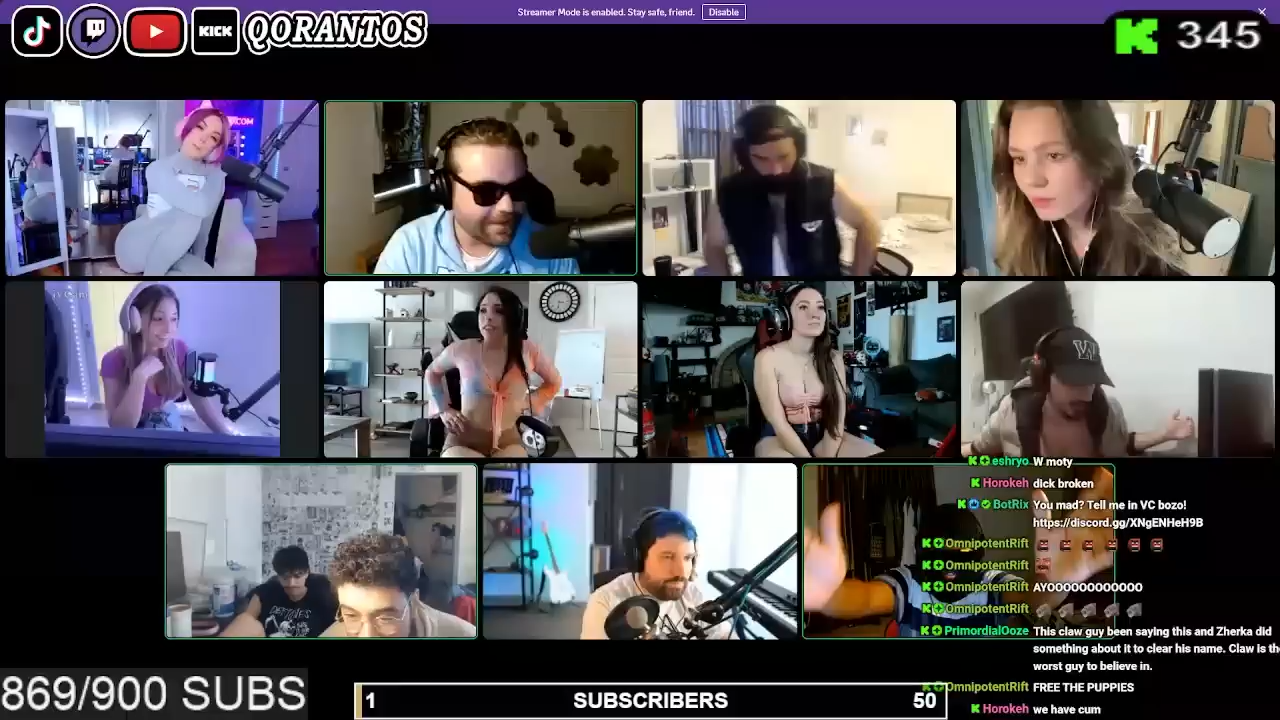 Streamer Mode is enabled. Stay safe, friend. Disable
KICK QORANTOS
345
eshryo W moty
Horokeh dick broken
BotRix You mad? Tell me in VC bozo!
https://discord.gg/XNgENHeH9B
OmnipotentRift
OmnipotentRift
OmnipotentRift AYOOOOOOOOOOO
OmnipotentRift
PrimordialOoze This claw guy been saying this and Zherka did
something about it to clear his name. Claw is the
worst guy to believe in.
OmnipotentRift FREE THE PUPPIES
Horokeh we have cum
869/900 SUBS
1 SUBSCRIBERS 50